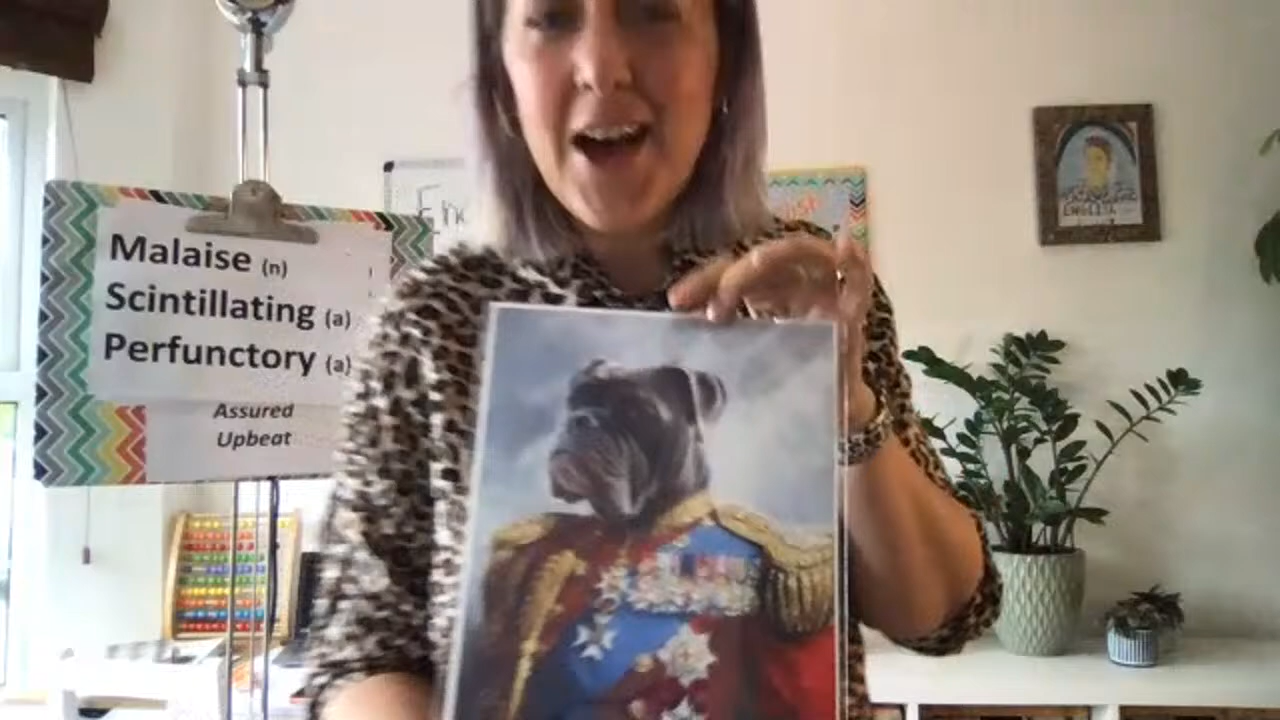 Malaise (n)
Scintillating (a)
Perfunctory (a)
Assured
Upbeat